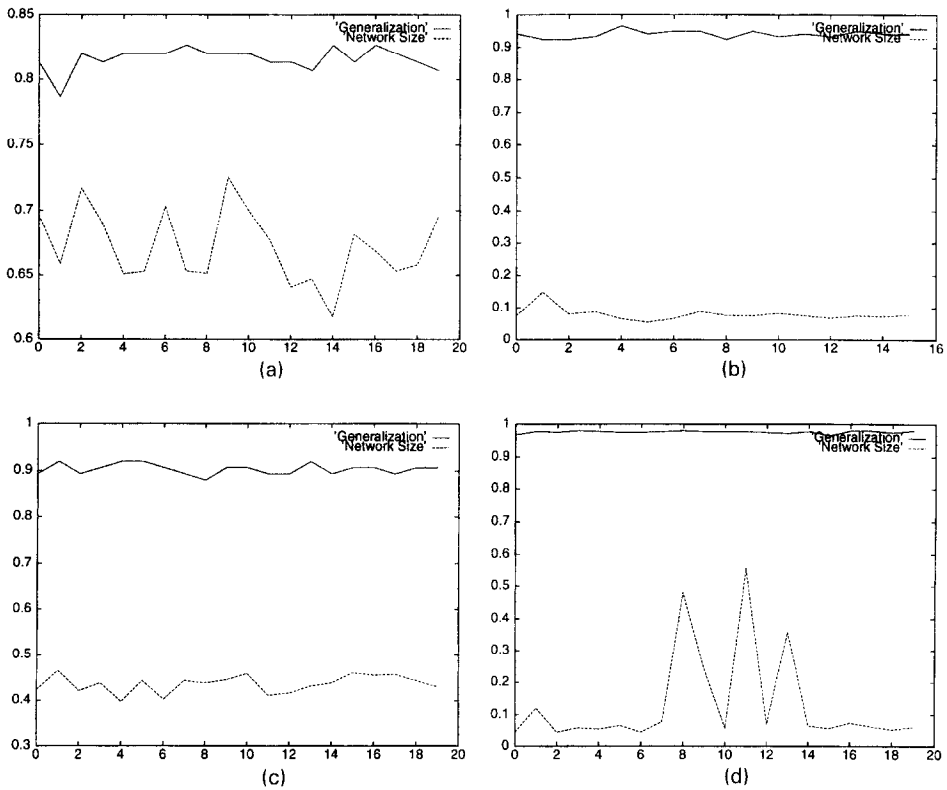 0.85
'Generalization'
'Network Size'
0.8
0.75
0.7
0.65
0.6
0 2 4 6 8 10 12 14 16 18 20
(a)
1
'Generalization'
0.9
'Network Size'
0.8
0.7
0.6
0.5
0.4
0.3
0.2
0.1
0
0 2 4 6 8 10 12 14 16
(b)
1
'Generalization'
'Network Size'
0.9
0.8
0.7
0.6
0.5
0.4
0.3
0 2 4 6 8 10 12 14 16 18 20
(c)
1
'Generalization'
'Network Size'
0.9
0.8
0.7
0.6
0.5
0.4
0.3
0.2
0.1
0
0 2 4 6 8 10 12 14 16 18 20
(d)